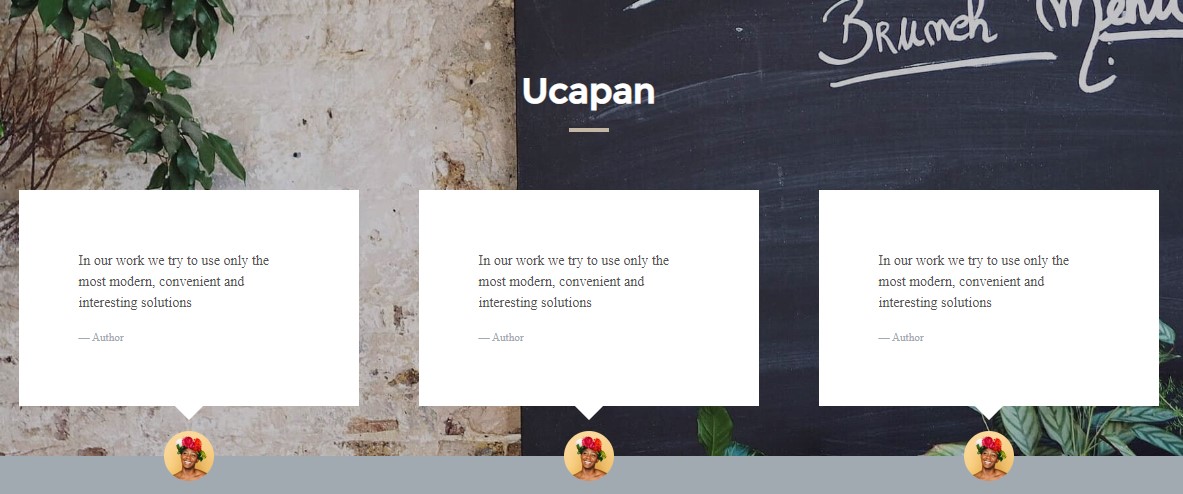 Brunch Menu
Ucapan
In our work we try to use only the
most modern, convenient and
interesting solutions
— Author
In our work we try to use only the
most modern, convenient and
interesting solutions
— Author
In our work we try to use only the
most modern, convenient and
interesting solutions
— Author